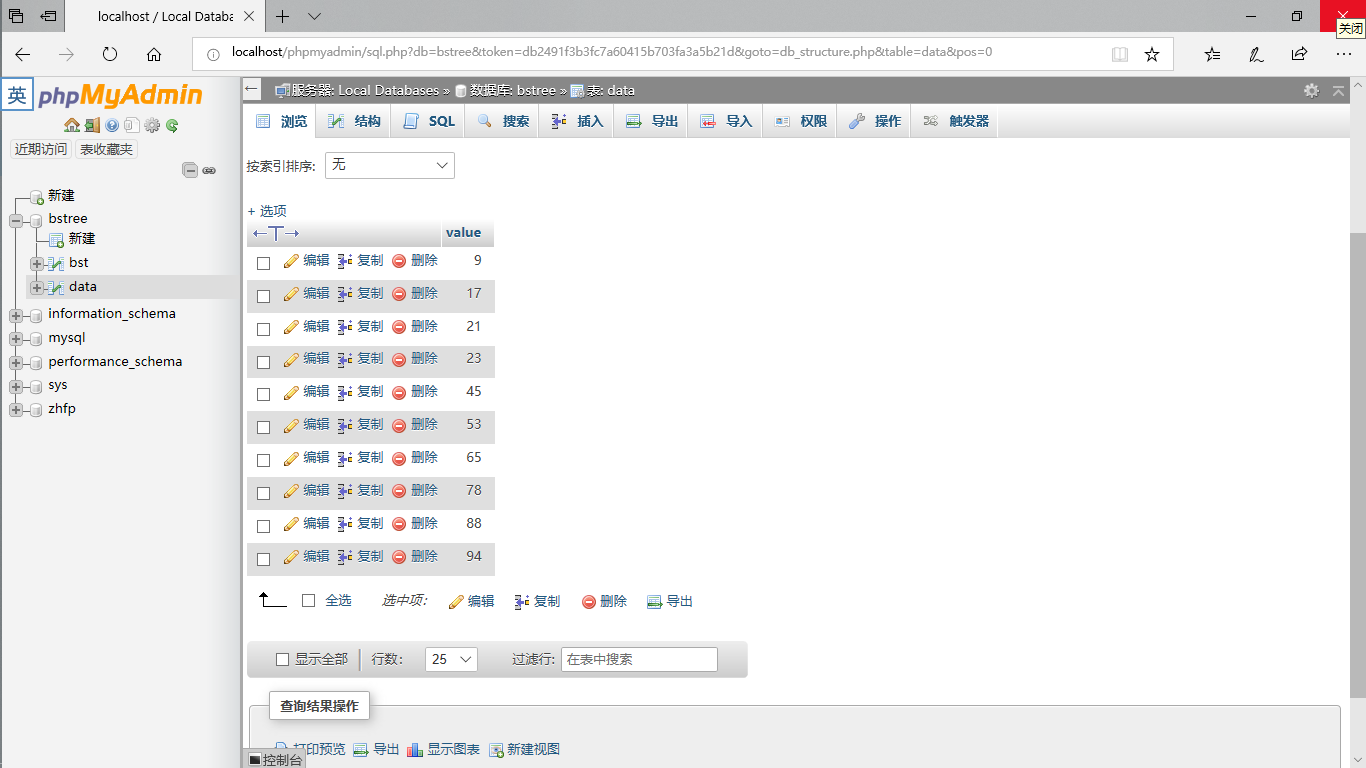 localhost / Local Databa
关闭
localhost/phpmyadmin/sql.php?db=bstree&token=db2491f3b3fc7a60415b703fa3a5b21d&goto=db_structure.php&table=data&pos=0
英 phpMyAdmin
近期访问 表收藏夹
新建
bstree
新建
bst
data
information_schema
mysql
performance_schema
sys
zhfp
服务器: Local Databases » 数据库: bstree » 表: data
浏览 结构 SQL 搜索 插入 导出 导入 权限 操作 触发器
按索引排序: 无
+ 选项
←T→ value
编辑 复制 删除 9
编辑 复制 删除 17
编辑 复制 删除 21
编辑 复制 删除 23
编辑 复制 删除 45
编辑 复制 删除 53
编辑 复制 删除 65
编辑 复制 删除 78
编辑 复制 删除 88
编辑 复制 删除 94
全选 选中项: 编辑 复制 删除 导出
显示全部 行数: 25 过滤行: 在表中搜索
查询结果操作
打印预览 导出 显示图表 新建视图
控制台